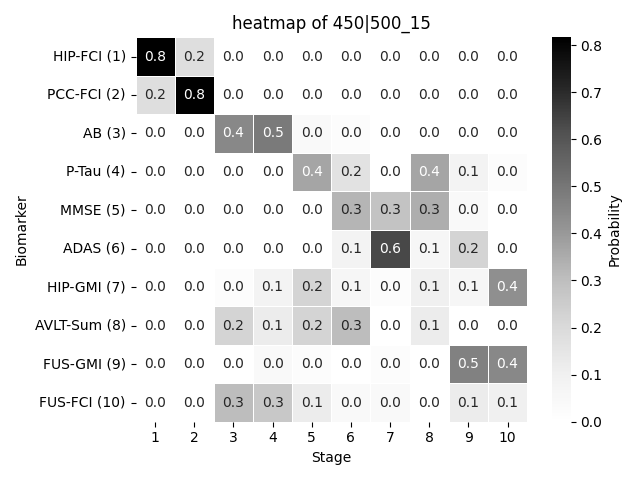 heatmap of 450|500_15
HIP-FCI (1) 0.8 0.2 0.0 0.0 0.0 0.0 0.0 0.0 0.0 0.0
PCC-FCI (2) 0.2 0.8 0.0 0.0 0.0 0.0 0.0 0.0 0.0 0.0
AB (3) 0.0 0.0 0.4 0.5 0.0 0.0 0.0 0.0 0.0 0.0
P-Tau (4) 0.0 0.0 0.0 0.0 0.4 0.2 0.0 0.4 0.1 0.0
MMSE (5) 0.0 0.0 0.0 0.0 0.0 0.3 0.3 0.3 0.0 0.0
ADAS (6) 0.0 0.0 0.0 0.0 0.0 0.1 0.6 0.1 0.2 0.0
HIP-GMI (7) 0.0 0.0 0.0 0.1 0.2 0.1 0.0 0.1 0.1 0.4
AVLT-Sum (8) 0.0 0.0 0.2 0.1 0.2 0.3 0.0 0.1 0.0 0.0
FUS-GMI (9) 0.0 0.0 0.0 0.0 0.0 0.0 0.0 0.0 0.5 0.4
FUS-FCI (10) 0.0 0.0 0.3 0.3 0.1 0.0 0.0 0.0 0.1 0.1
1 2 3 4 5 6 7 8 9 10
Stage
Biomarker
0.8
0.7
0.6
0.5
0.4
0.3
0.2
0.1
0.0
Probability